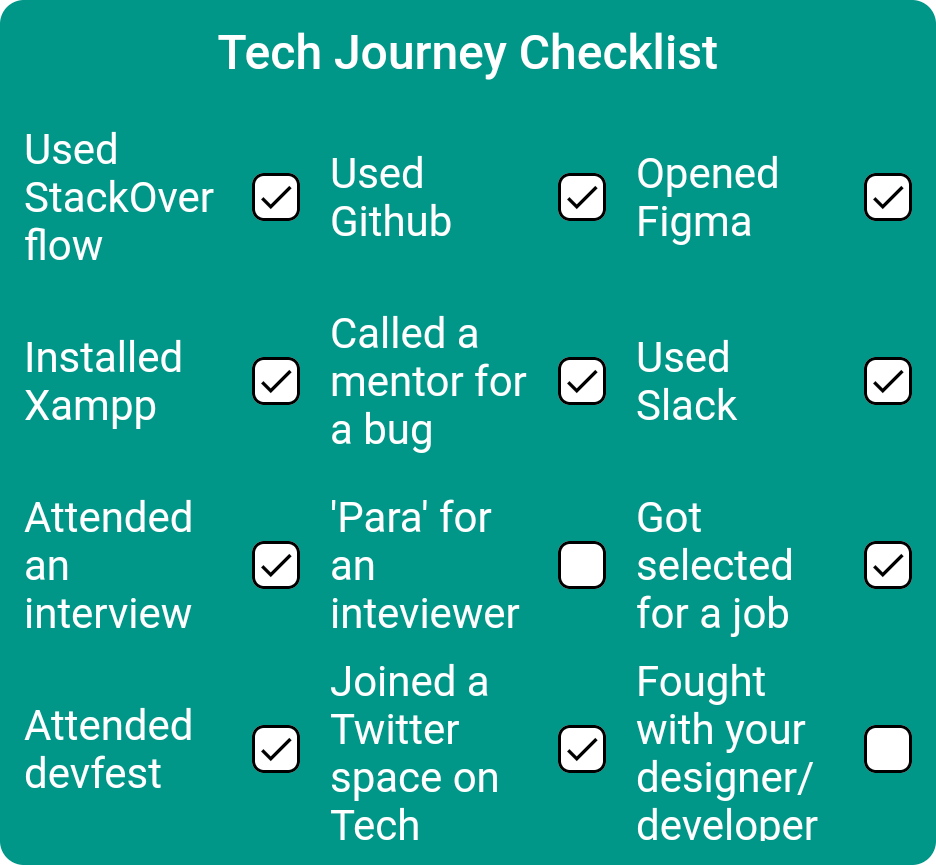 Tech Journey Checklist
Used
StackOver
flow
Used
Github
Opened
Figma
Installed
Xampp
Called a
mentor for
a bug
Used
Slack
Attended
an
interview
'Para' for
an
inteviewer
Got
selected
for a job
Attended
devfest
Joined a
Twitter
space on
Tech
Fought
with your
designer/
developer